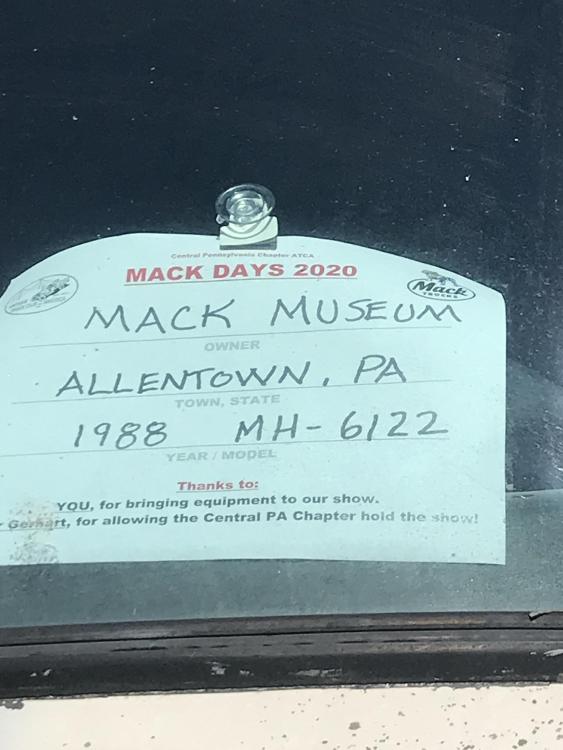 Central Pennsylvania Chapter ATCA
MACK DAYS 2020
Mack
TRUCKS
MACK MUSEUM
OWNER
ALLENTOWN, PA
TOWN, STATE
1988 MH-6122
YEAR / MODEL
Thanks to:
YOU, for bringing equipment to our show.
Gerhart, for allowing the Central PA Chapter hold the show!